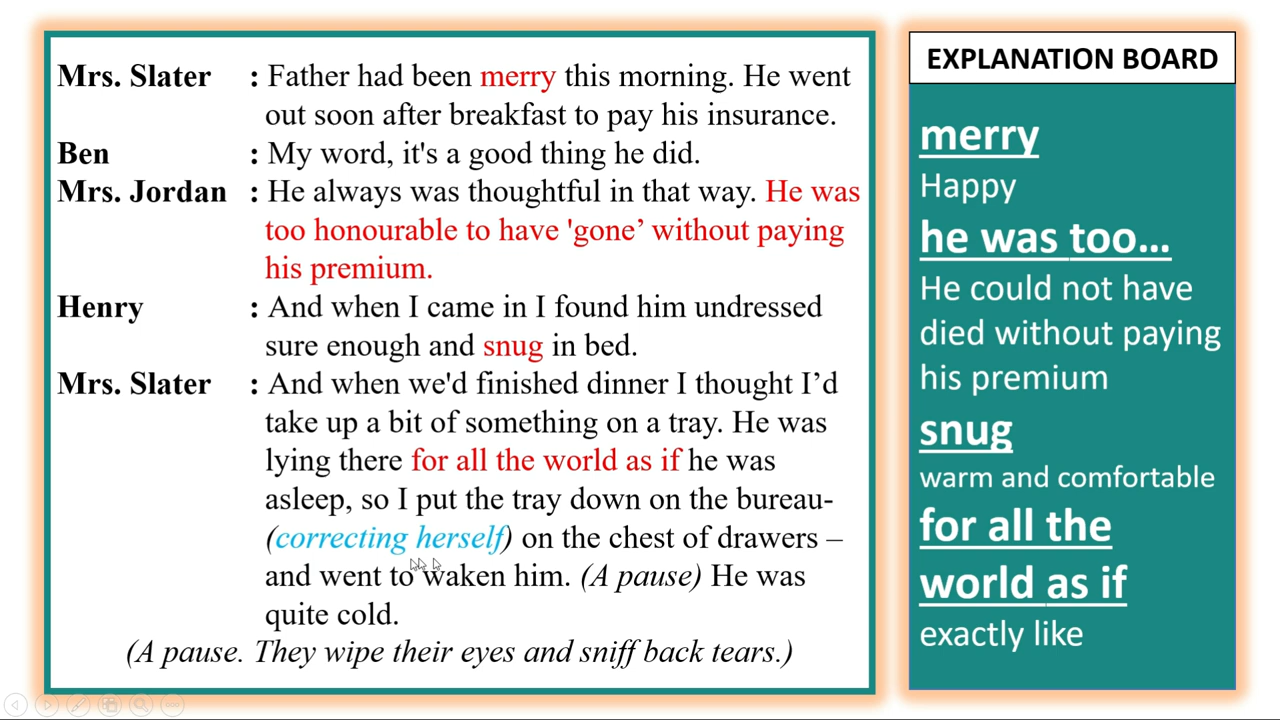 Mrs. Slater : Father had been merry this morning. He went
out soon after breakfast to pay his insurance.
Ben : My word, it's a good thing he did.
Mrs. Jordan : He always was thoughtful in that way. He was
too honourable to have 'gone’ without paying
his premium.
Henry : And when I came in I found him undressed
sure enough and snug in bed.
Mrs. Slater : And when we'd finished dinner I thought I’d
take up a bit of something on a tray. He was
lying there for all the world as if he was
asleep, so I put the tray down on the bureau-
(correcting herself) on the chest of drawers –
and went to waken him. (A pause) He was
quite cold.
(A pause. They wipe their eyes and sniff back tears.)
EXPLANATION BOARD
merry
Happy
he was too...
He could not have
died without paying
his premium
snug
warm and comfortable
for all the
world as if
exactly like